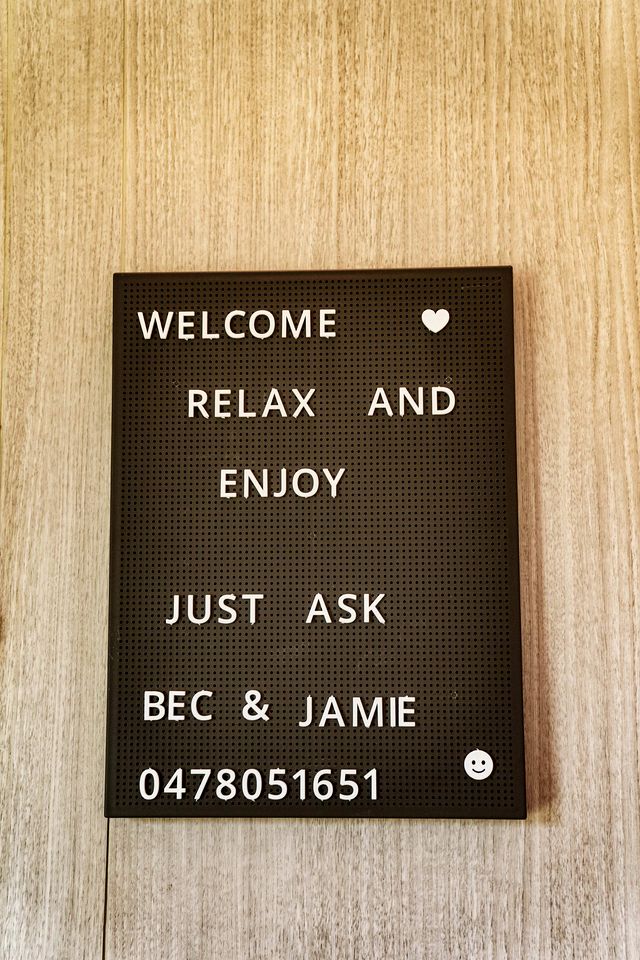 WELCOME
RELAX AND
ENJOY
JUST ASK
BEC & JAMIE
0478051651